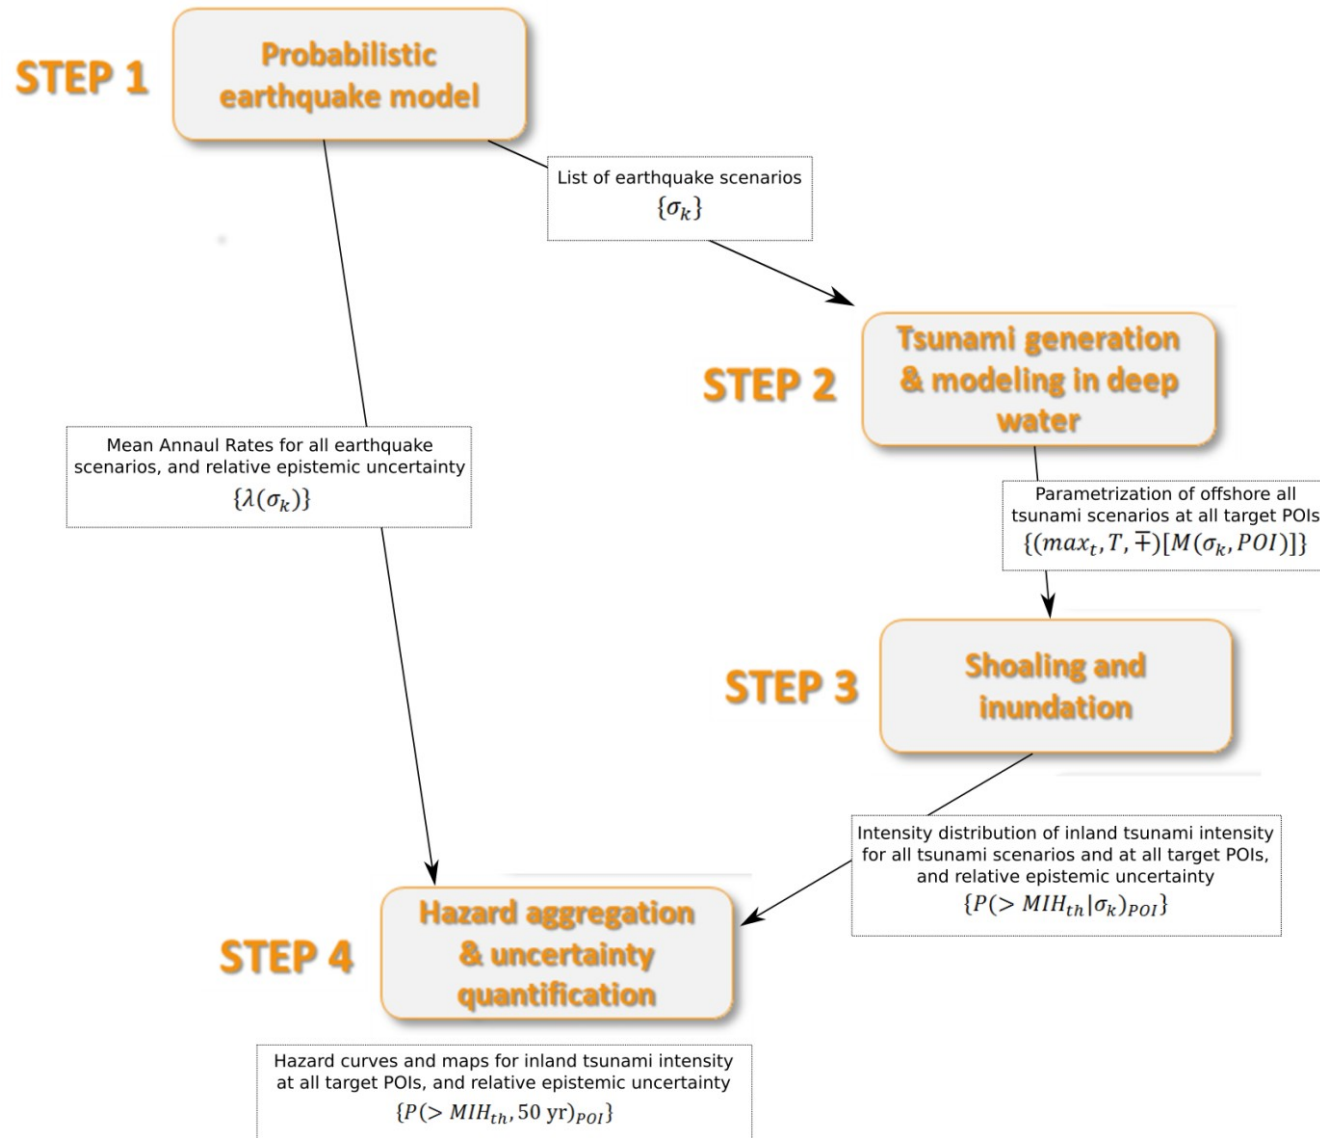 STEP 1
Probabilistic
earthquake model
List of earthquake scenarios
{σ_k}
STEP 2
Tsunami generation
& modeling in deep
water
Mean Annaul Rates for all earthquake
scenarios, and relative epistemic uncertainty
{λ(σ_k)}
Parametrization of offshore all
tsunami scenarios at all target POIs
{(max_t, T, ∓)[M(σ_k, POI)]}
STEP 3
Shoaling and
inundation
Intensity distribution of inland tsunami intensity
for all tsunami scenarios and at all target POIs,
and relative epistemic uncertainty
{P(> MIH_th|σ_k)_POI}
STEP 4
Hazard aggregation
& uncertainty
quantification
Hazard curves and maps for inland tsunami intensity
at all target POIs, and relative epistemic uncertainty
{P(> MIH_th, 50 yr)_POI}